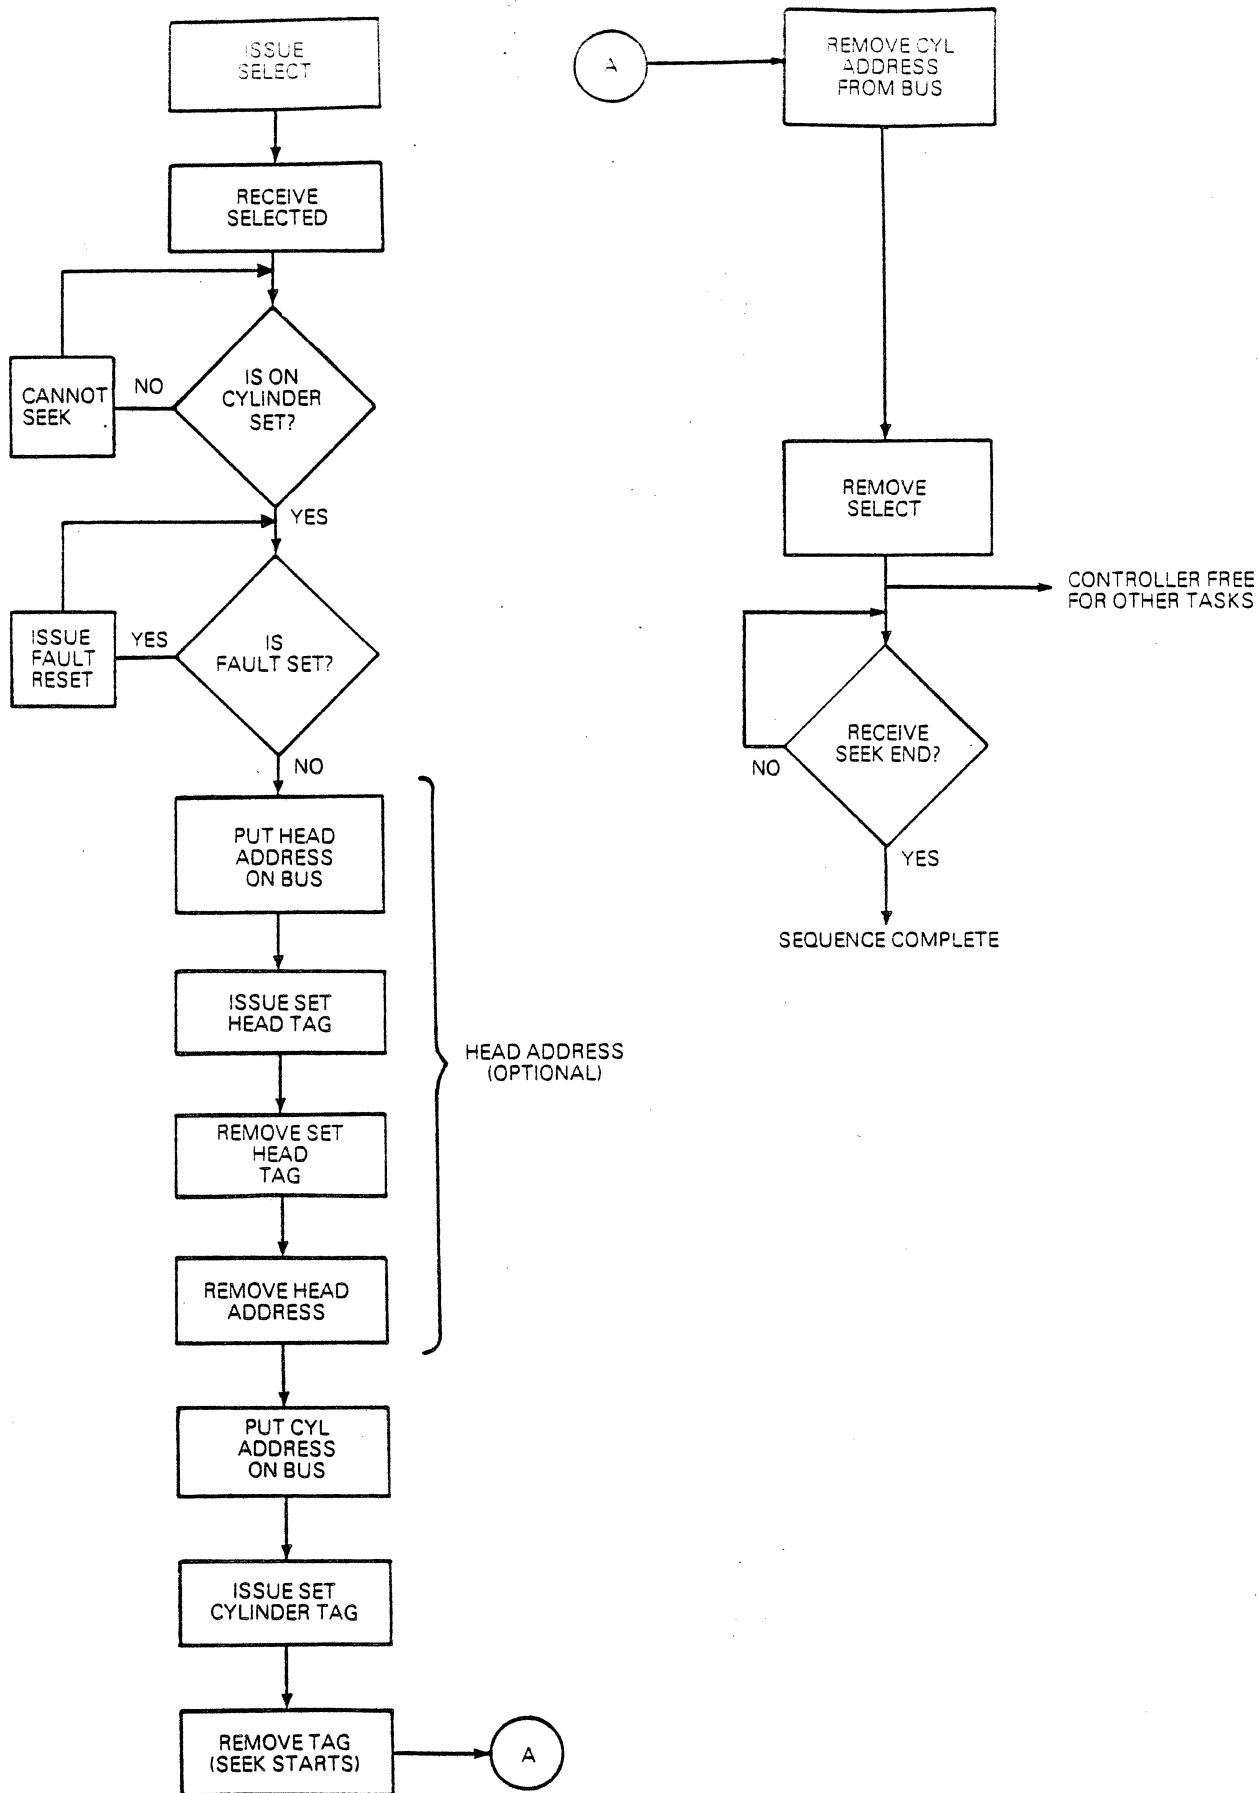 ISSUE
SELECT
RECEIVE
SELECTED
IS ON
CYLINDER
SET?
NO
CANNOT
SEEK
YES
IS
FAULT SET?
YES
ISSUE
FAULT
RESET
NO
PUT HEAD
ADDRESS
ON BUS
ISSUE SET
HEAD TAG
REMOVE SET
HEAD
TAG
REMOVE HEAD
ADDRESS
HEAD ADDRESS
(OPTIONAL)
PUT CYL
ADDRESS
ON BUS
ISSUE SET
CYLINDER TAG
REMOVE TAG
(SEEK STARTS)
A
A
REMOVE CYL
ADDRESS
FROM BUS
REMOVE
SELECT
CONTROLLER FREE
FOR OTHER TASKS
RECEIVE
SEEK END?
NO
YES
SEQUENCE COMPLETE